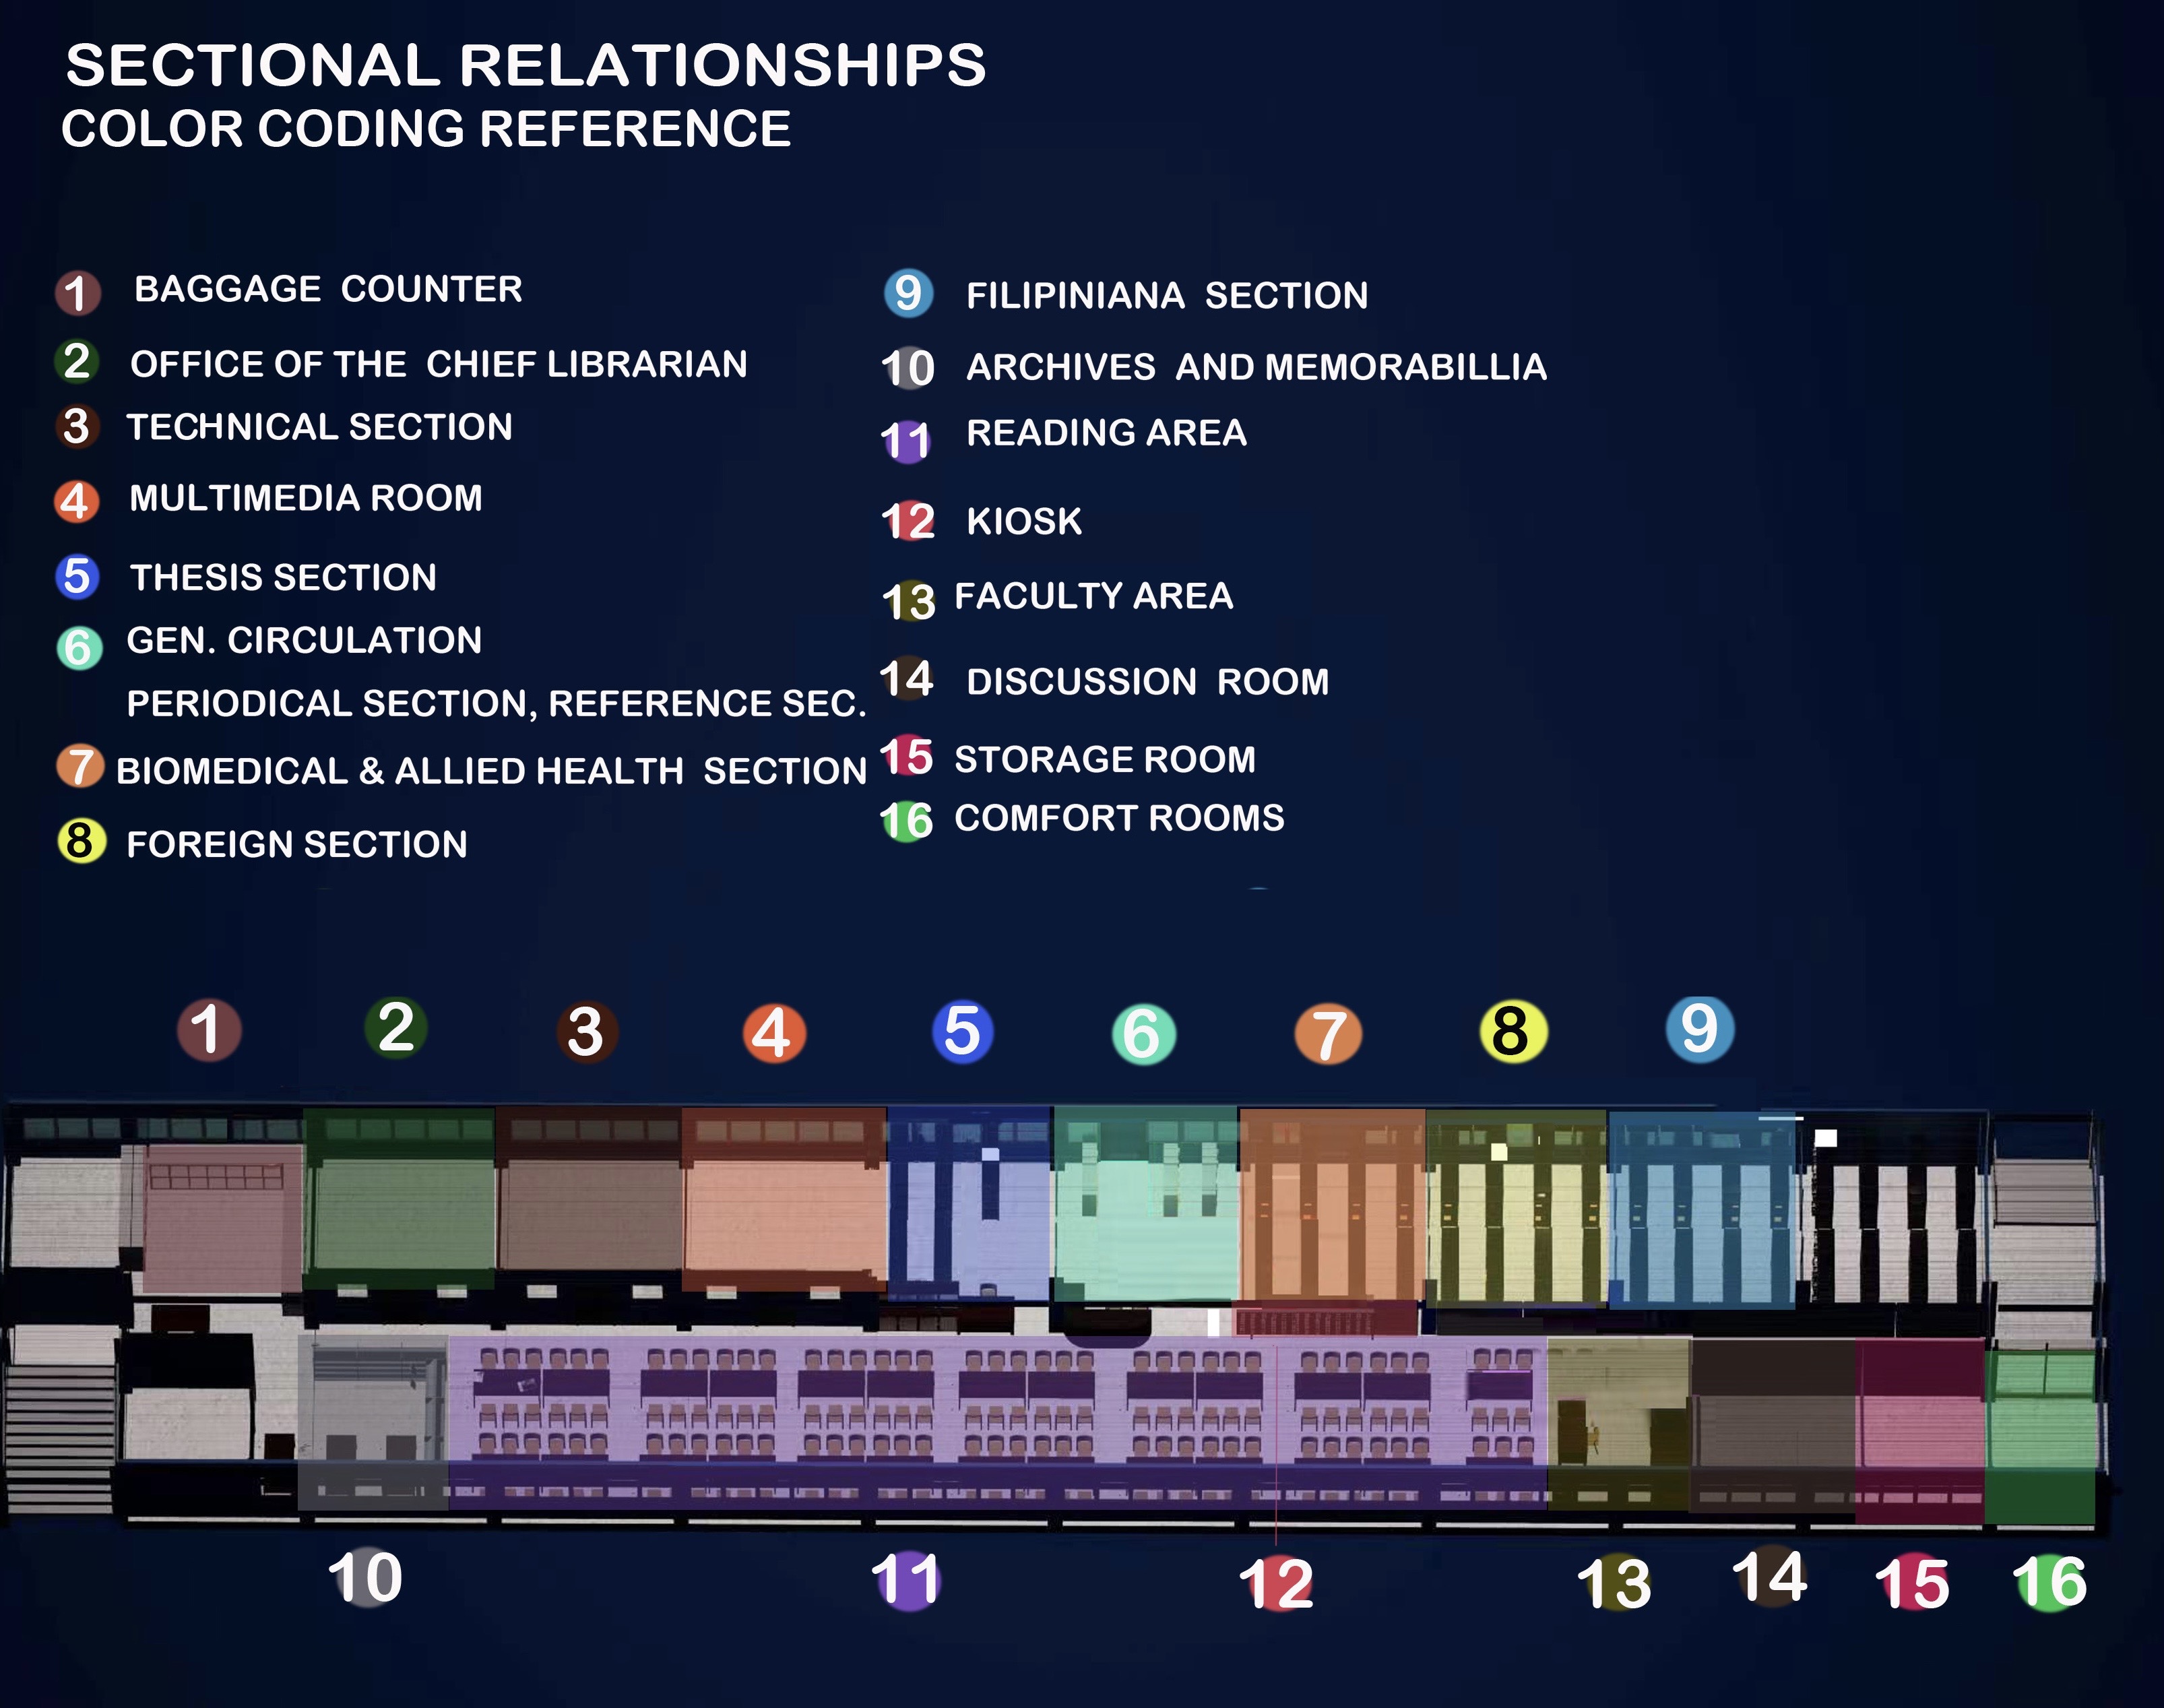 SECTIONAL RELATIONSHIPS
COLOR CODING REFERENCE
1 BAGGAGE COUNTER
2 OFFICE OF THE CHIEF LIBRARIAN
3 TECHNICAL SECTION
4 MULTIMEDIA ROOM
5 THESIS SECTION
6 GEN. CIRCULATION
PERIODICAL SECTION, REFERENCE SEC.
7 BIOMEDICAL & ALLIED HEALTH SECTION
8 FOREIGN SECTION
9 FILIPINIANA SECTION
10 ARCHIVES AND MEMORABILLIA
11 READING AREA
12 KIOSK
13 FACULTY AREA
14 DISCUSSION ROOM
15 STORAGE ROOM
16 COMFORT ROOMS
1 2 3 4 5 6 7 8 9
10 11 12 13 14 15 16